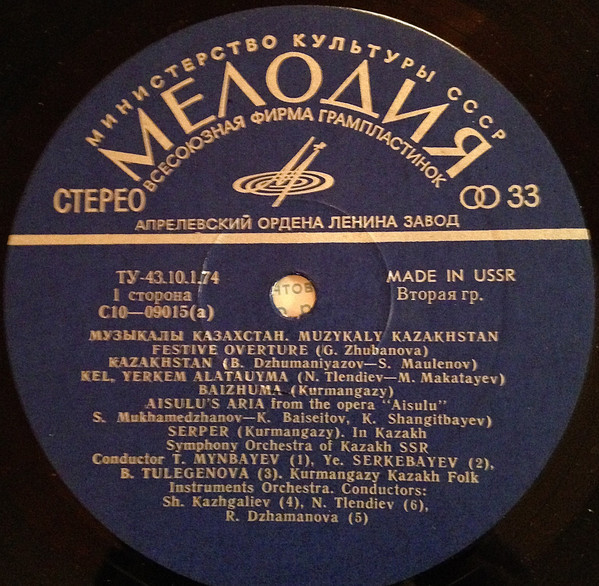 МИНИСТЕРСТВО КУЛЬТУРЫ СССР
МЕЛОДИЯ
ВСЕСОЮЗНАЯ ФИРМА ГРАМПЛАСТИНОК
СТЕРЕО
33
АПРЕЛЕВСКИЙ ОРДЕНА ЛЕНИНА ЗАВОД
ТУ-43.10.1.74
MADE IN USSR
1 сторона
Вторая гр.
С10—09015(а)
МУЗЫКАЛЫ КАЗАХСТАН. MUZYKALY KAZAKHSTAN
FESTIVE OVERTURE (G. Zhubanova)
KAZAKHSTAN (B. Dzhumaniyazov—S. Maulenov)
KEL, YERKEM ALATAUYMA (N. Tlendiev—M. Makatayev)
BAIZHUMA (Kurmangazy)
AISULU'S ARIA from the opera "Aisulu"
S. Mukhamedzhanov—K. Baiseitov, K. Shangitbayev)
SERPER (Kurmangazy). In Kazakh
Symphony Orchestra of Kazakh SSR
Conductor T. MYNBAYEV (1), Ye. SERKEBAYEV (2),
B. TULEGENOVA (3). Kurmangazy Kazakh Folk
Instruments Orchestra. Conductors:
Sh. Kazhgaliev (4), N. Tlendiev (6),
R. Dzhamanova (5)